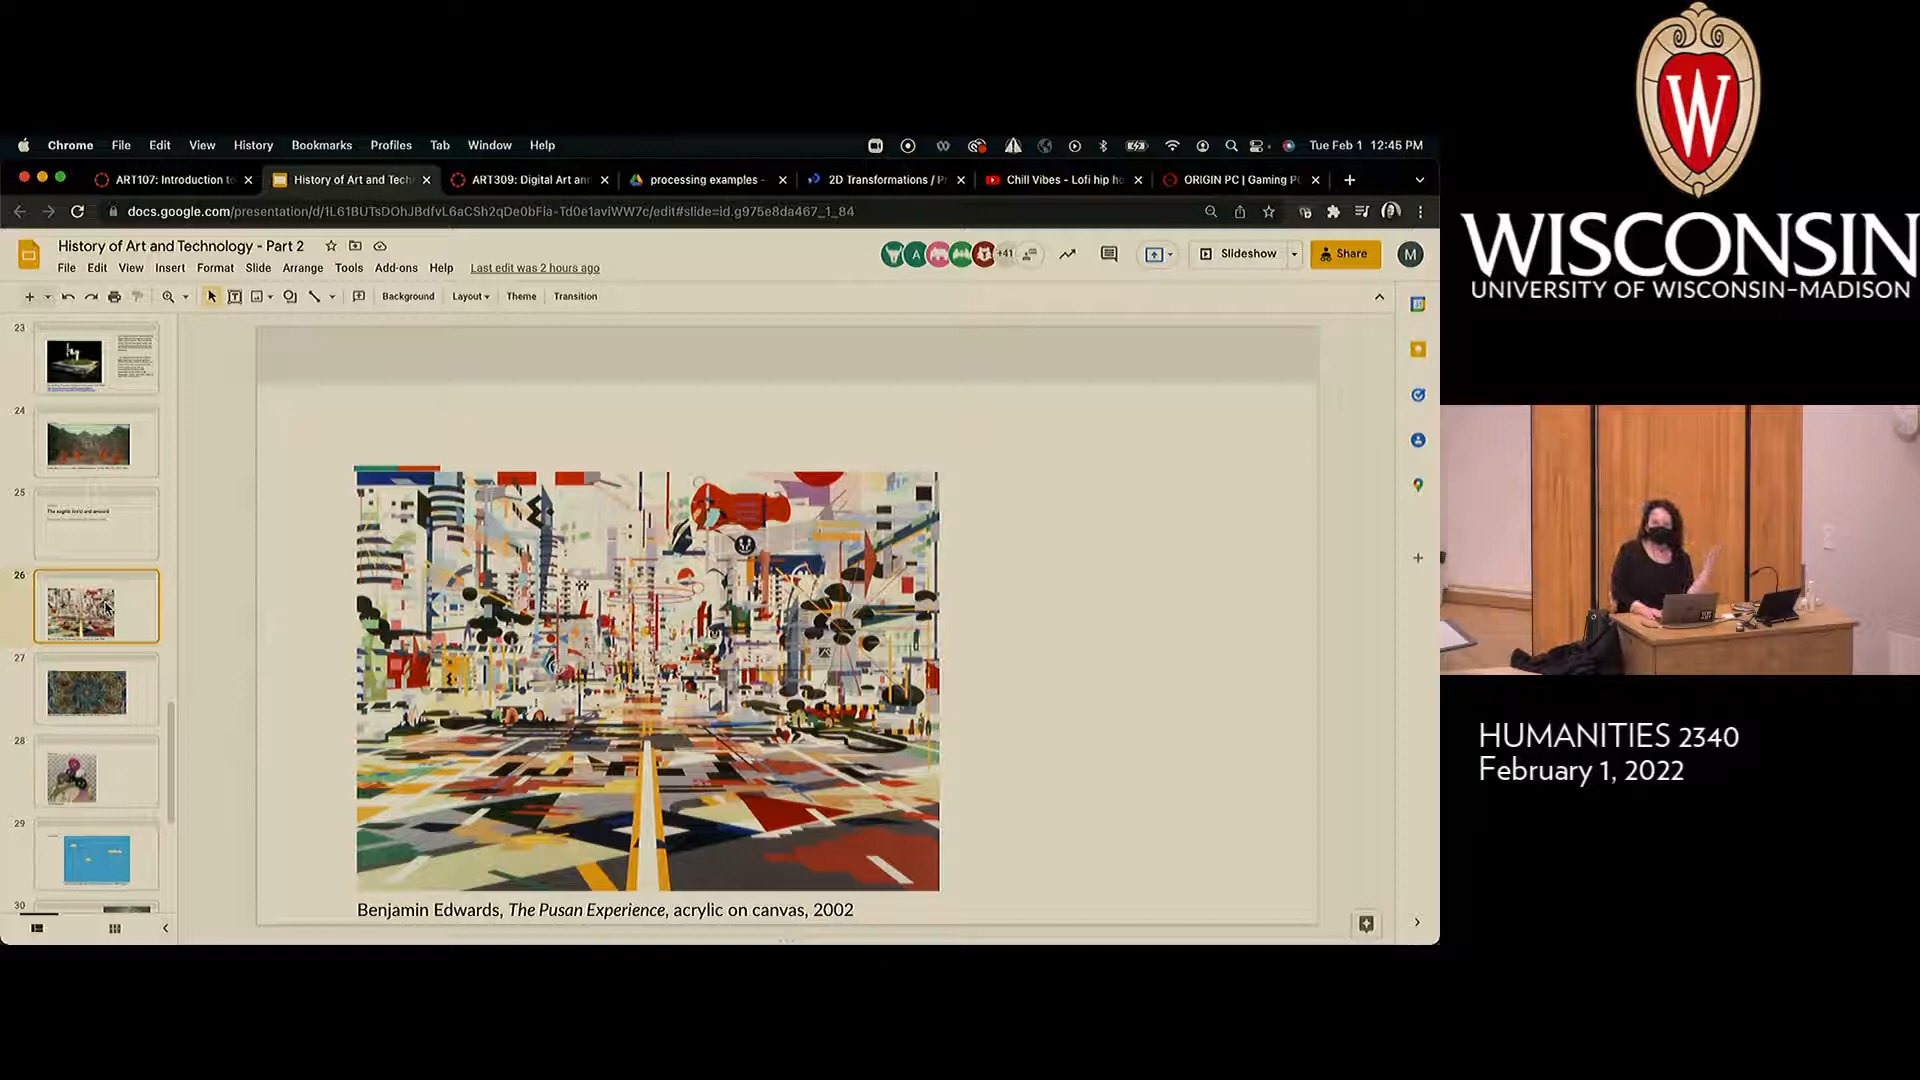 Chrome File Edit View History Bookmarks Profiles Tab Window Help Tue Feb 1 12:45 PM
ART107: Introduction to History of Art and Tech ART309: Digital Art and processing examples - 2D Transformations / P Chill Vibes - Lofi hip ho ORIGIN PC | Gaming P
docs.google.com/presentation/d/1L61BUTsDOhJBdfvL6aCSh2qDe0bFia-Td0e1aviWW7c/edit#slide=id.g975e8da467_1_84
History of Art and Technology - Part 2
A +41 Slideshow Share M
File Edit View Insert Format Slide Arrange Tools Add-ons Help Last edit was 2 hours ago
Background Layout Theme Transition
23
24
25
26
27
28
29
30
Benjamin Edwards, The Pusan Experience, acrylic on canvas, 2002
W
WISCONSIN
UNIVERSITY OF WISCONSIN–MADISON
HUMANITIES 2340
February 1, 2022